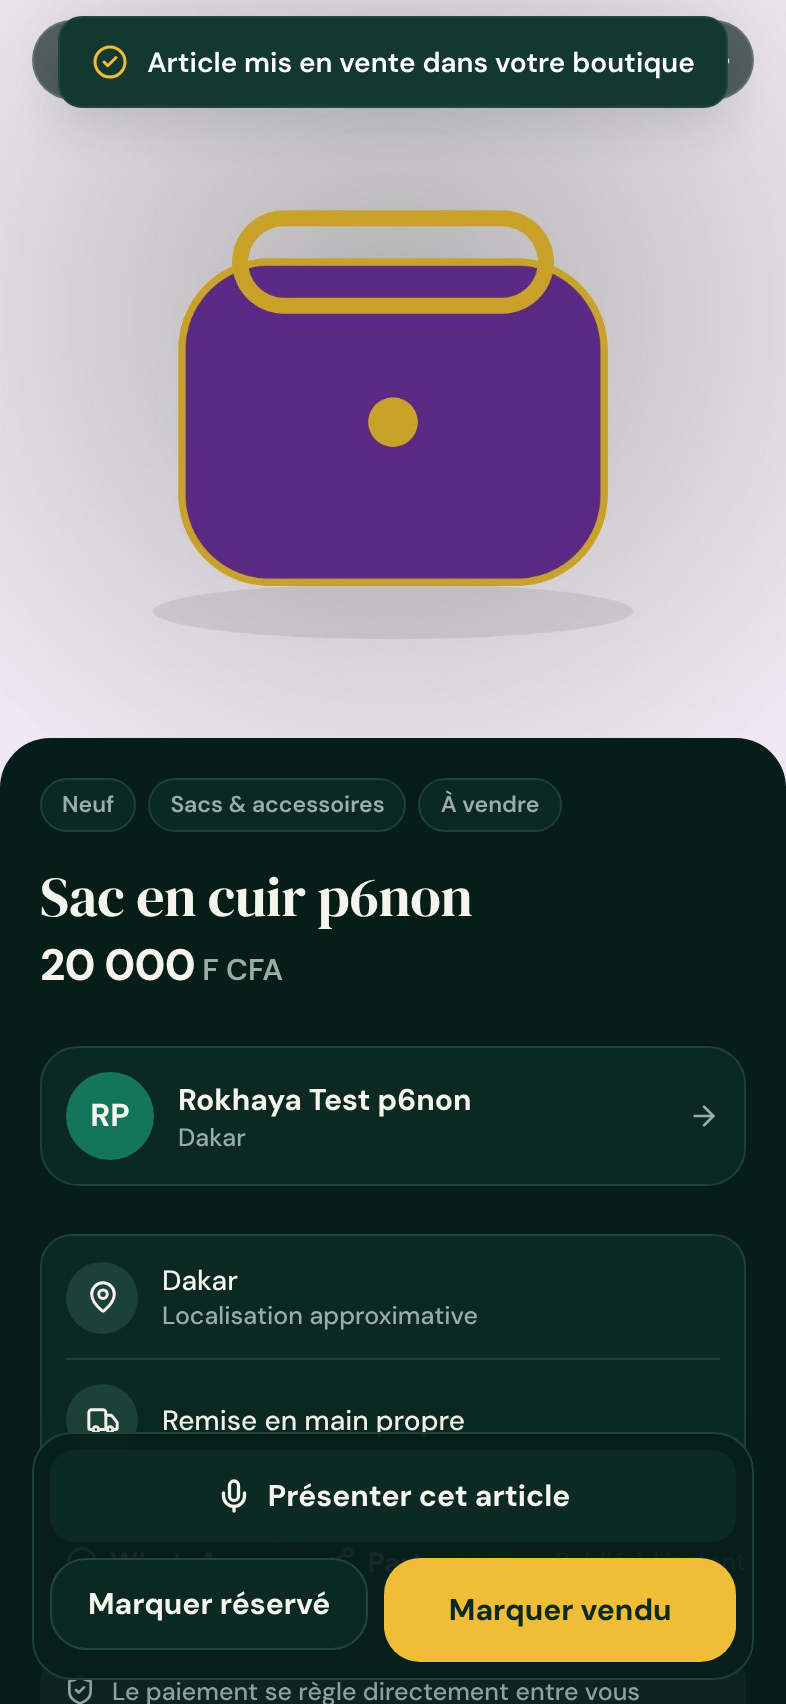 Article mis en vente dans votre boutique
Neuf
Sacs & accessoires
À vendre
Sac en cuir p6non
20 000 F CFA
RP
Rokhaya Test p6non
Dakar
Dakar
Localisation approximative
Remise en main propre
Présenter cet article
Marquer réservé
Marquer vendu
Le paiement se règle directement entre vous